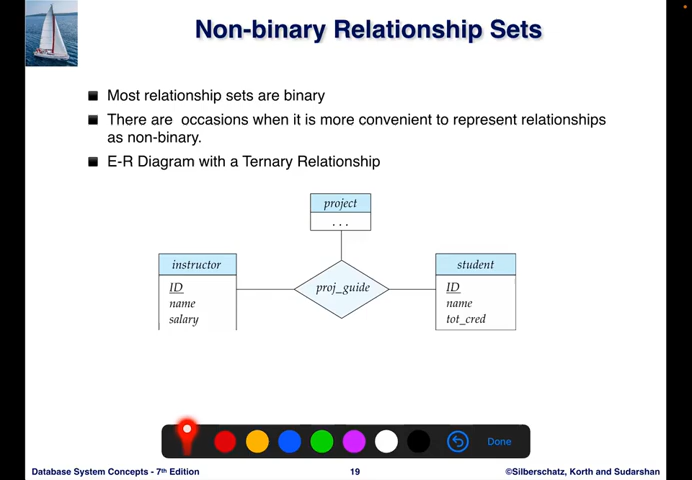 Non-binary Relationship Sets
Most relationship sets are binary
There are occasions when it is more convenient to represent relationships
as non-binary.
E-R Diagram with a Ternary Relationship
project
. . .
instructor
ID
name
salary
proj_guide
student
ID
name
tot_cred
Done
Database System Concepts - 7th Edition
19
©Silberschatz, Korth and Sudarshan